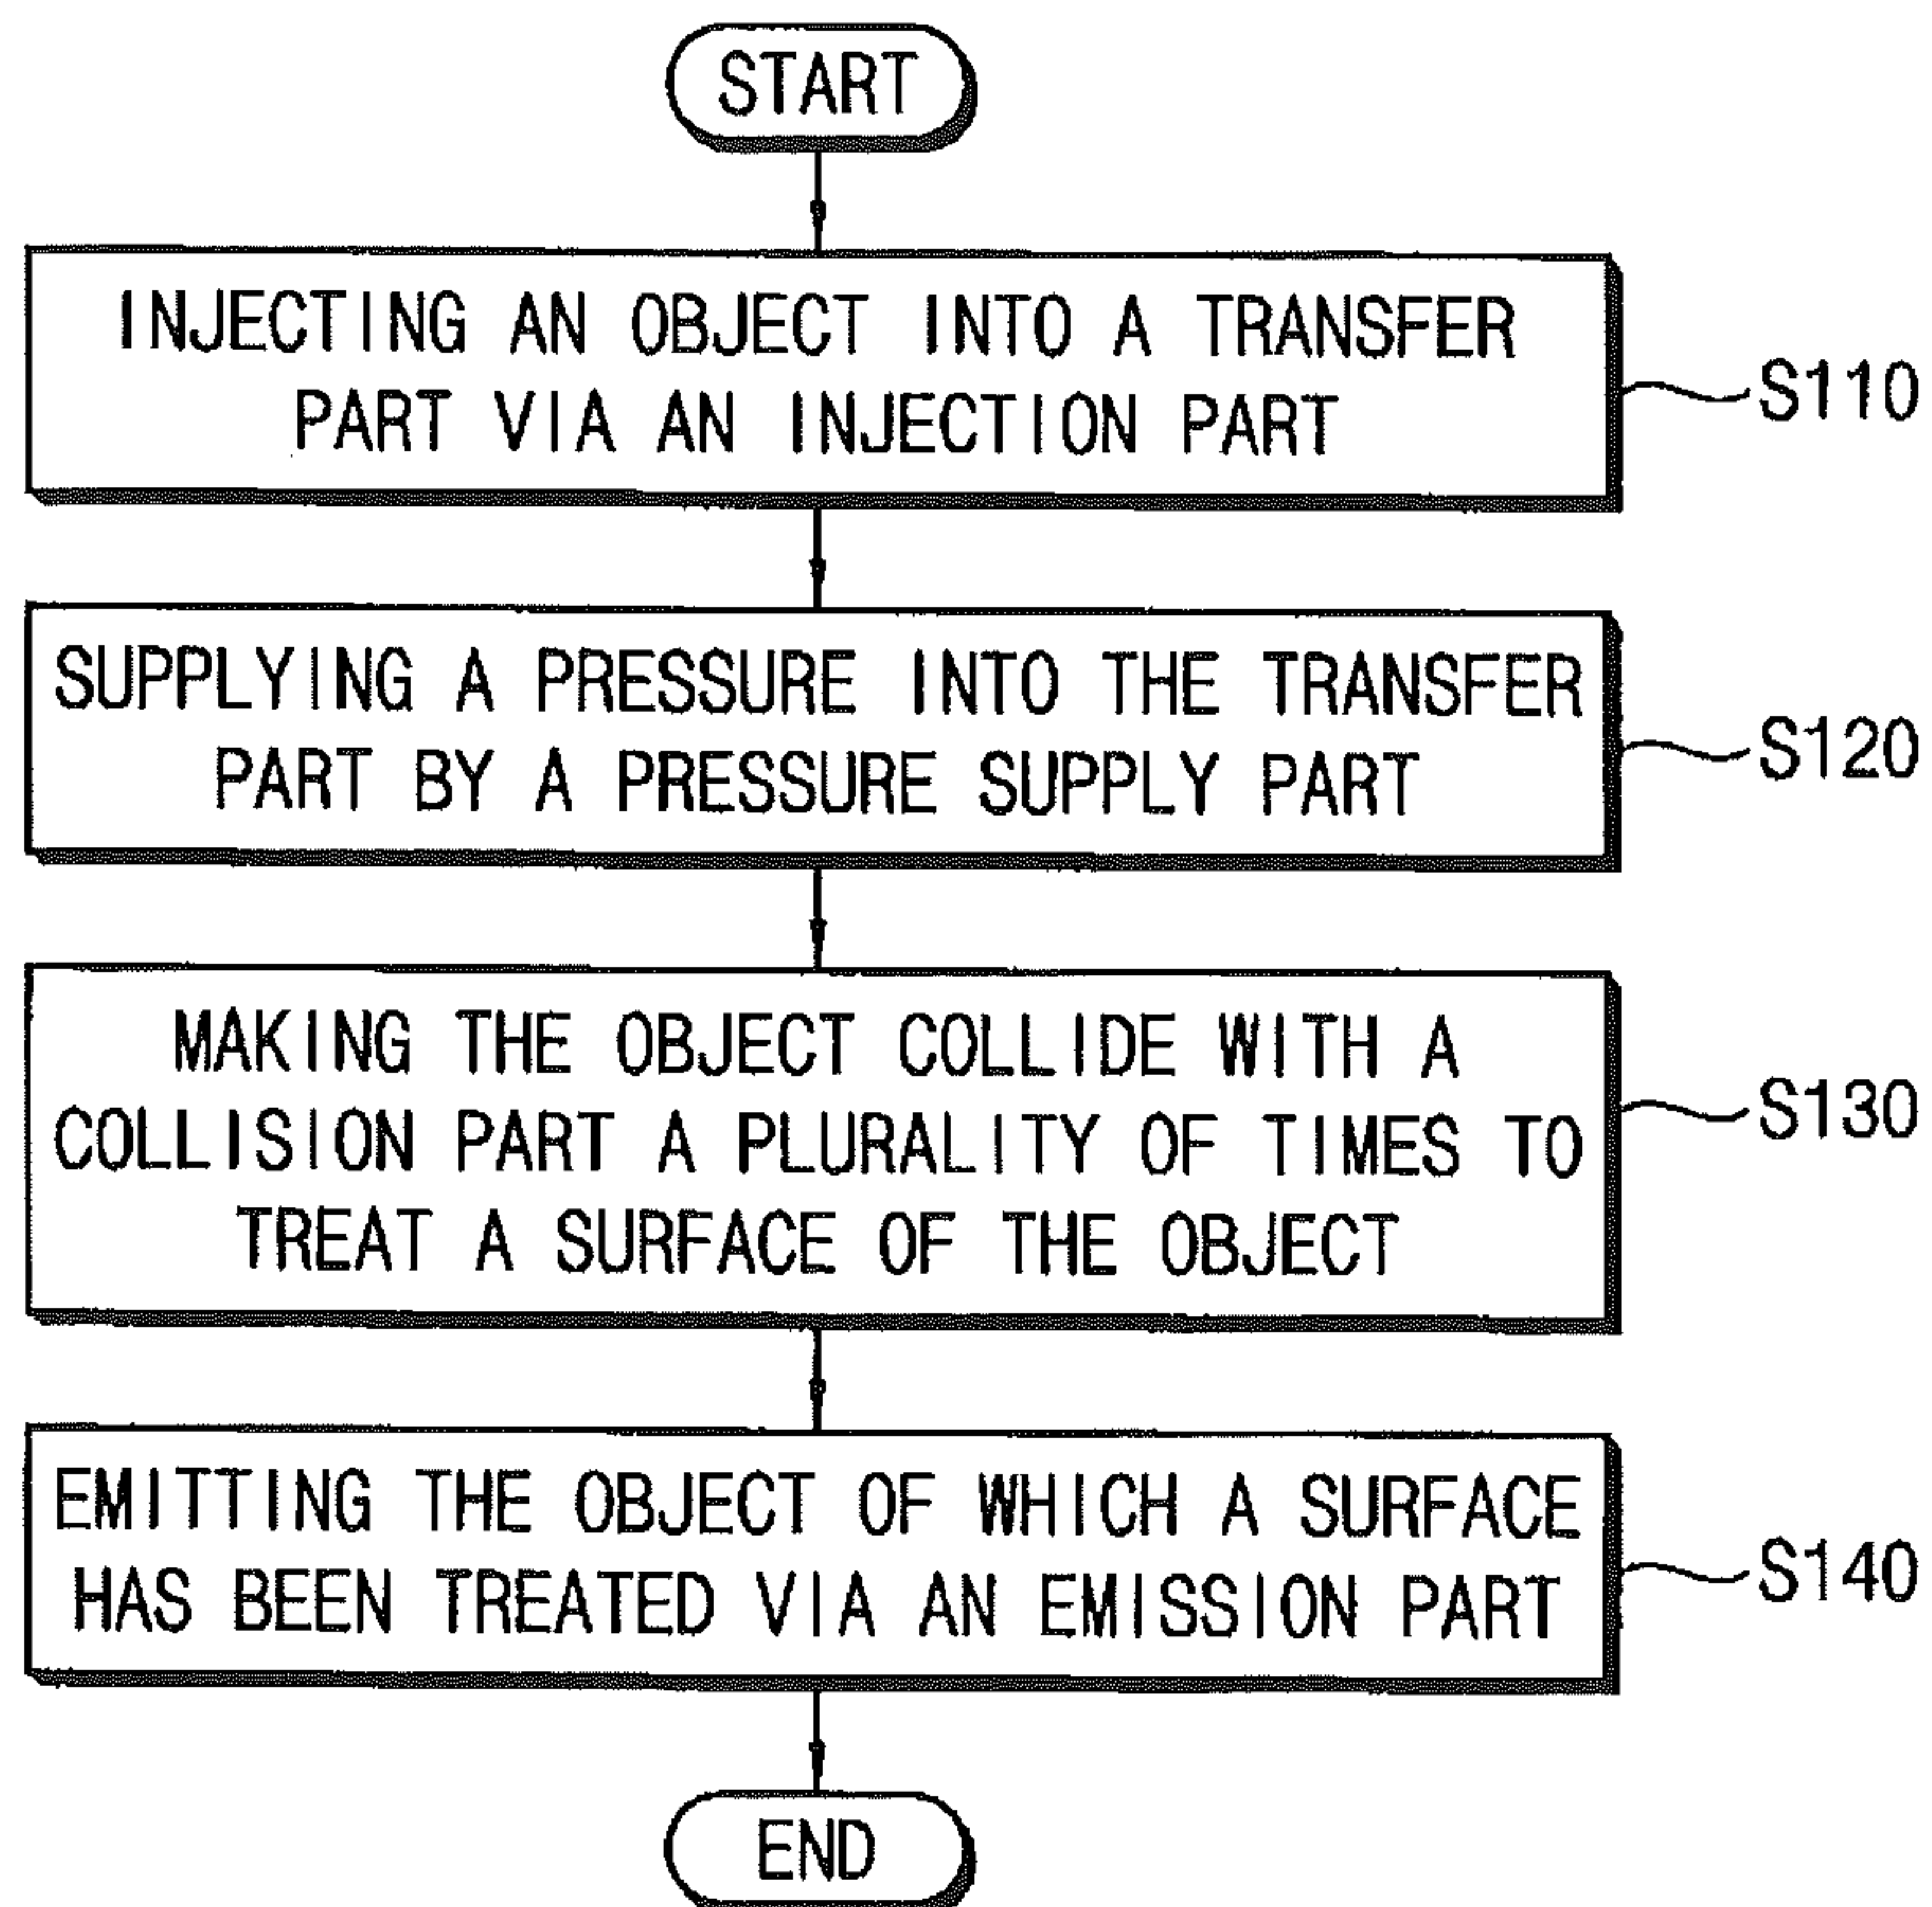 START
INJECTING AN OBJECT INTO A TRANSFER
PART VIA AN INJECTION PART
S110
SUPPLYING A PRESSURE INTO THE TRANSFER
PART BY A PRESSURE SUPPLY PART
S120
MAKING THE OBJECT COLLIDE WITH A
COLLISION PART A PLURALITY OF TIMES TO
TREAT A SURFACE OF THE OBJECT
S130
EMITTING THE OBJECT OF WHICH A SURFACE
HAS BEEN TREATED VIA AN EMISSION PART
S140
END